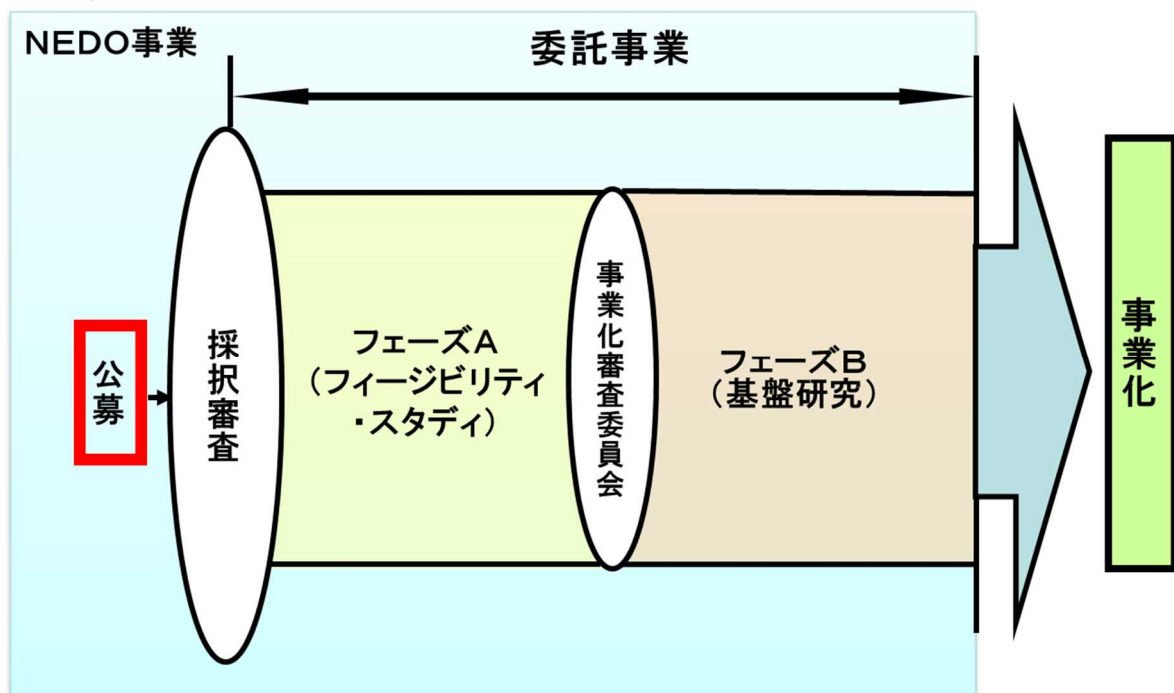 NEDO事業
委託事業
公募
採択審査
フェーズA
（フィージビリティ
・スタディ）
事業化審査委員会
フェーズB
（基盤研究）
事業化